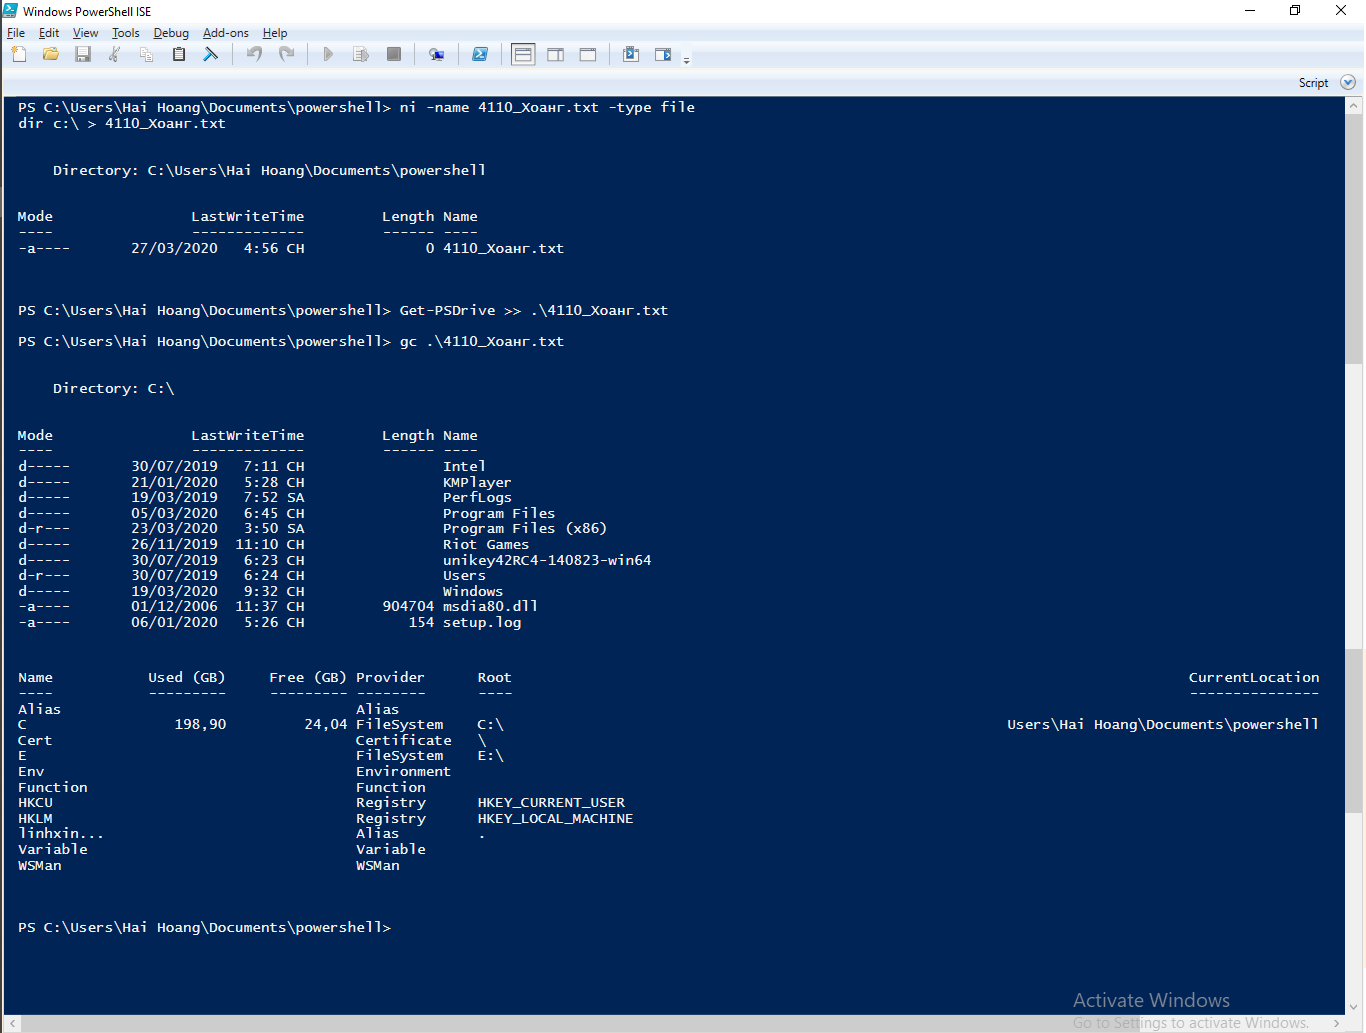 Windows PowerShell ISE
File Edit View Tools Debug Add-ons Help
Script
PS C:\Users\Hai Hoang\Documents\powershell> ni -name 4110_Хоанг.txt -type file
dir c:\ > 4110_Хоанг.txt
Directory: C:\Users\Hai Hoang\Documents\powershell
Mode LastWriteTime Length Name
---- ------------- ------ ----
-a---- 27/03/2020 4:56 CH 0 4110_Хоанг.txt
PS C:\Users\Hai Hoang\Documents\powershell> Get-PSDrive >> .\4110_Хоанг.txt
PS C:\Users\Hai Hoang\Documents\powershell> gc .\4110_Хоанг.txt
Directory: C:\
Mode LastWriteTime Length Name
---- ------------- ------ ----
d----- 30/07/2019 7:11 CH Intel
d----- 21/01/2020 5:28 CH KMPlayer
d----- 19/03/2019 7:52 SA PerfLogs
d----- 05/03/2020 6:45 CH Program Files
d-r--- 23/03/2020 3:50 SA Program Files (x86)
d----- 26/11/2019 11:10 CH Riot Games
d----- 30/07/2019 6:23 CH unikey42RC4-140823-win64
d-r--- 30/07/2019 6:24 CH Users
d----- 19/03/2020 9:32 CH Windows
-a---- 01/12/2006 11:37 CH 904704 msdia80.dll
-a---- 06/01/2020 5:26 CH 154 setup.log
Name Used (GB) Free (GB) Provider Root CurrentLocation
---- --------- --------- -------- ---- ---------------
Alias Alias
C 198,90 24,04 FileSystem C:\ Users\Hai Hoang\Documents\powershell
Cert Certificate \
E FileSystem E:\
Env Environment
Function Function
HKCU Registry HKEY_CURRENT_USER
HKLM Registry HKEY_LOCAL_MACHINE
linhxin... Alias .
Variable Variable
WSMan WSMan
PS C:\Users\Hai Hoang\Documents\powershell>
Activate Windows
Go to Settings to activate Windows.